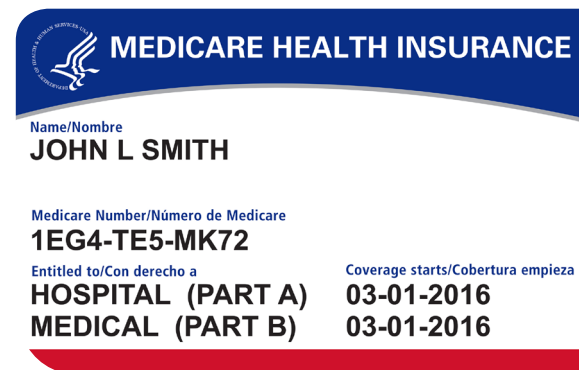 MEDICARE HEALTH INSURANCE
Name/Nombre
JOHN L SMITH
Medicare Number/Número de Medicare
1EG4-TE5-MK72
Entitled to/Con derecho a Coverage starts/Cobertura empieza
HOSPITAL (PART A) 03-01-2016
MEDICAL (PART B) 03-01-2016